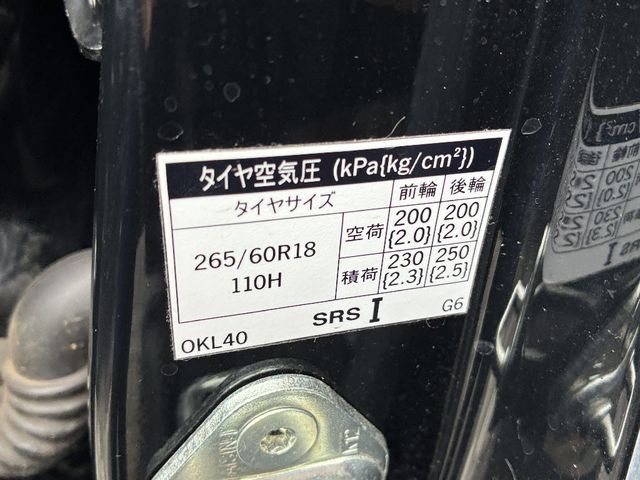 タイヤ空気圧 (kPa{kg/cm²})
タイヤサイズ 前輪 後輪
265/60R18 110H
空荷 200 {2.0} 200 {2.0}
積荷 230 {2.3} 250 {2.5}
OKL40 SRS I G6